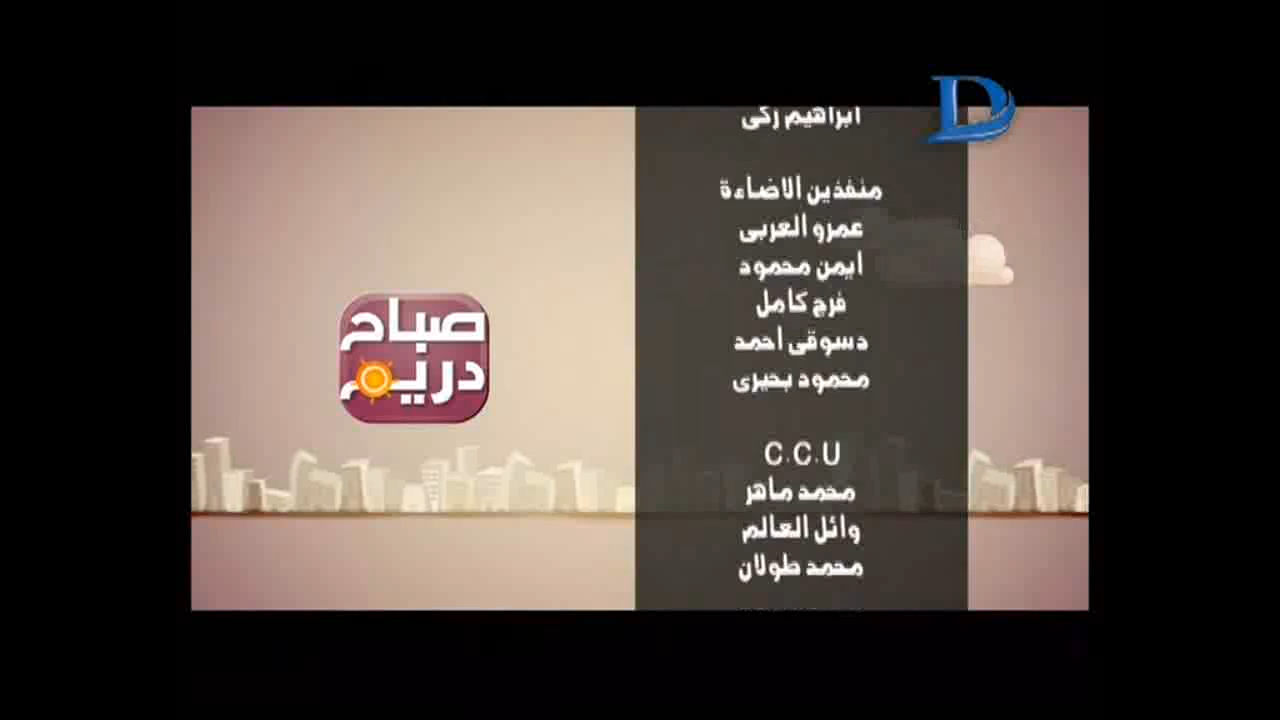 ابراهيم زكى
منفذين الاضاءة
عمرو العربى
ايمن محمود
فرج كامل
دسوقى احمد
محمود بحيرى
C.C.U
محمد ماهر
وائل العالم
محمد طولان
صباح
دريم
D